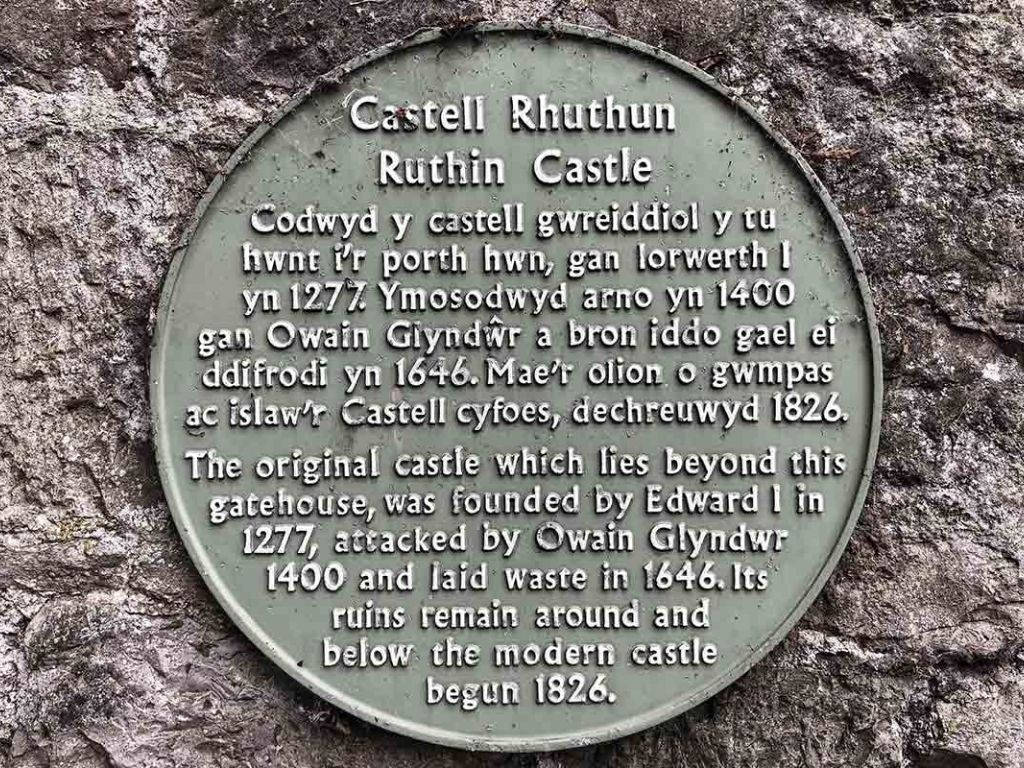 Castell Rhuthun
Ruthin Castle
Codwyd y castell gwreiddiol y tu
hwnt i'r porth hwn, gan Iorwerth I
yn 1277. Ymosodwyd arno yn 1400
gan Owain Glyndŵr a bron iddo gael ei
ddifrodi yn 1646. Mae'r olion o gwmpas
ac islaw'r Castell cyfoes, dechreuwyd 1826.
The original castle which lies beyond this
gatehouse, was founded by Edward I in
1277, attacked by Owain Glyndwr
1400 and laid waste in 1646. Its
ruins remain around and
below the modern castle
begun 1826.